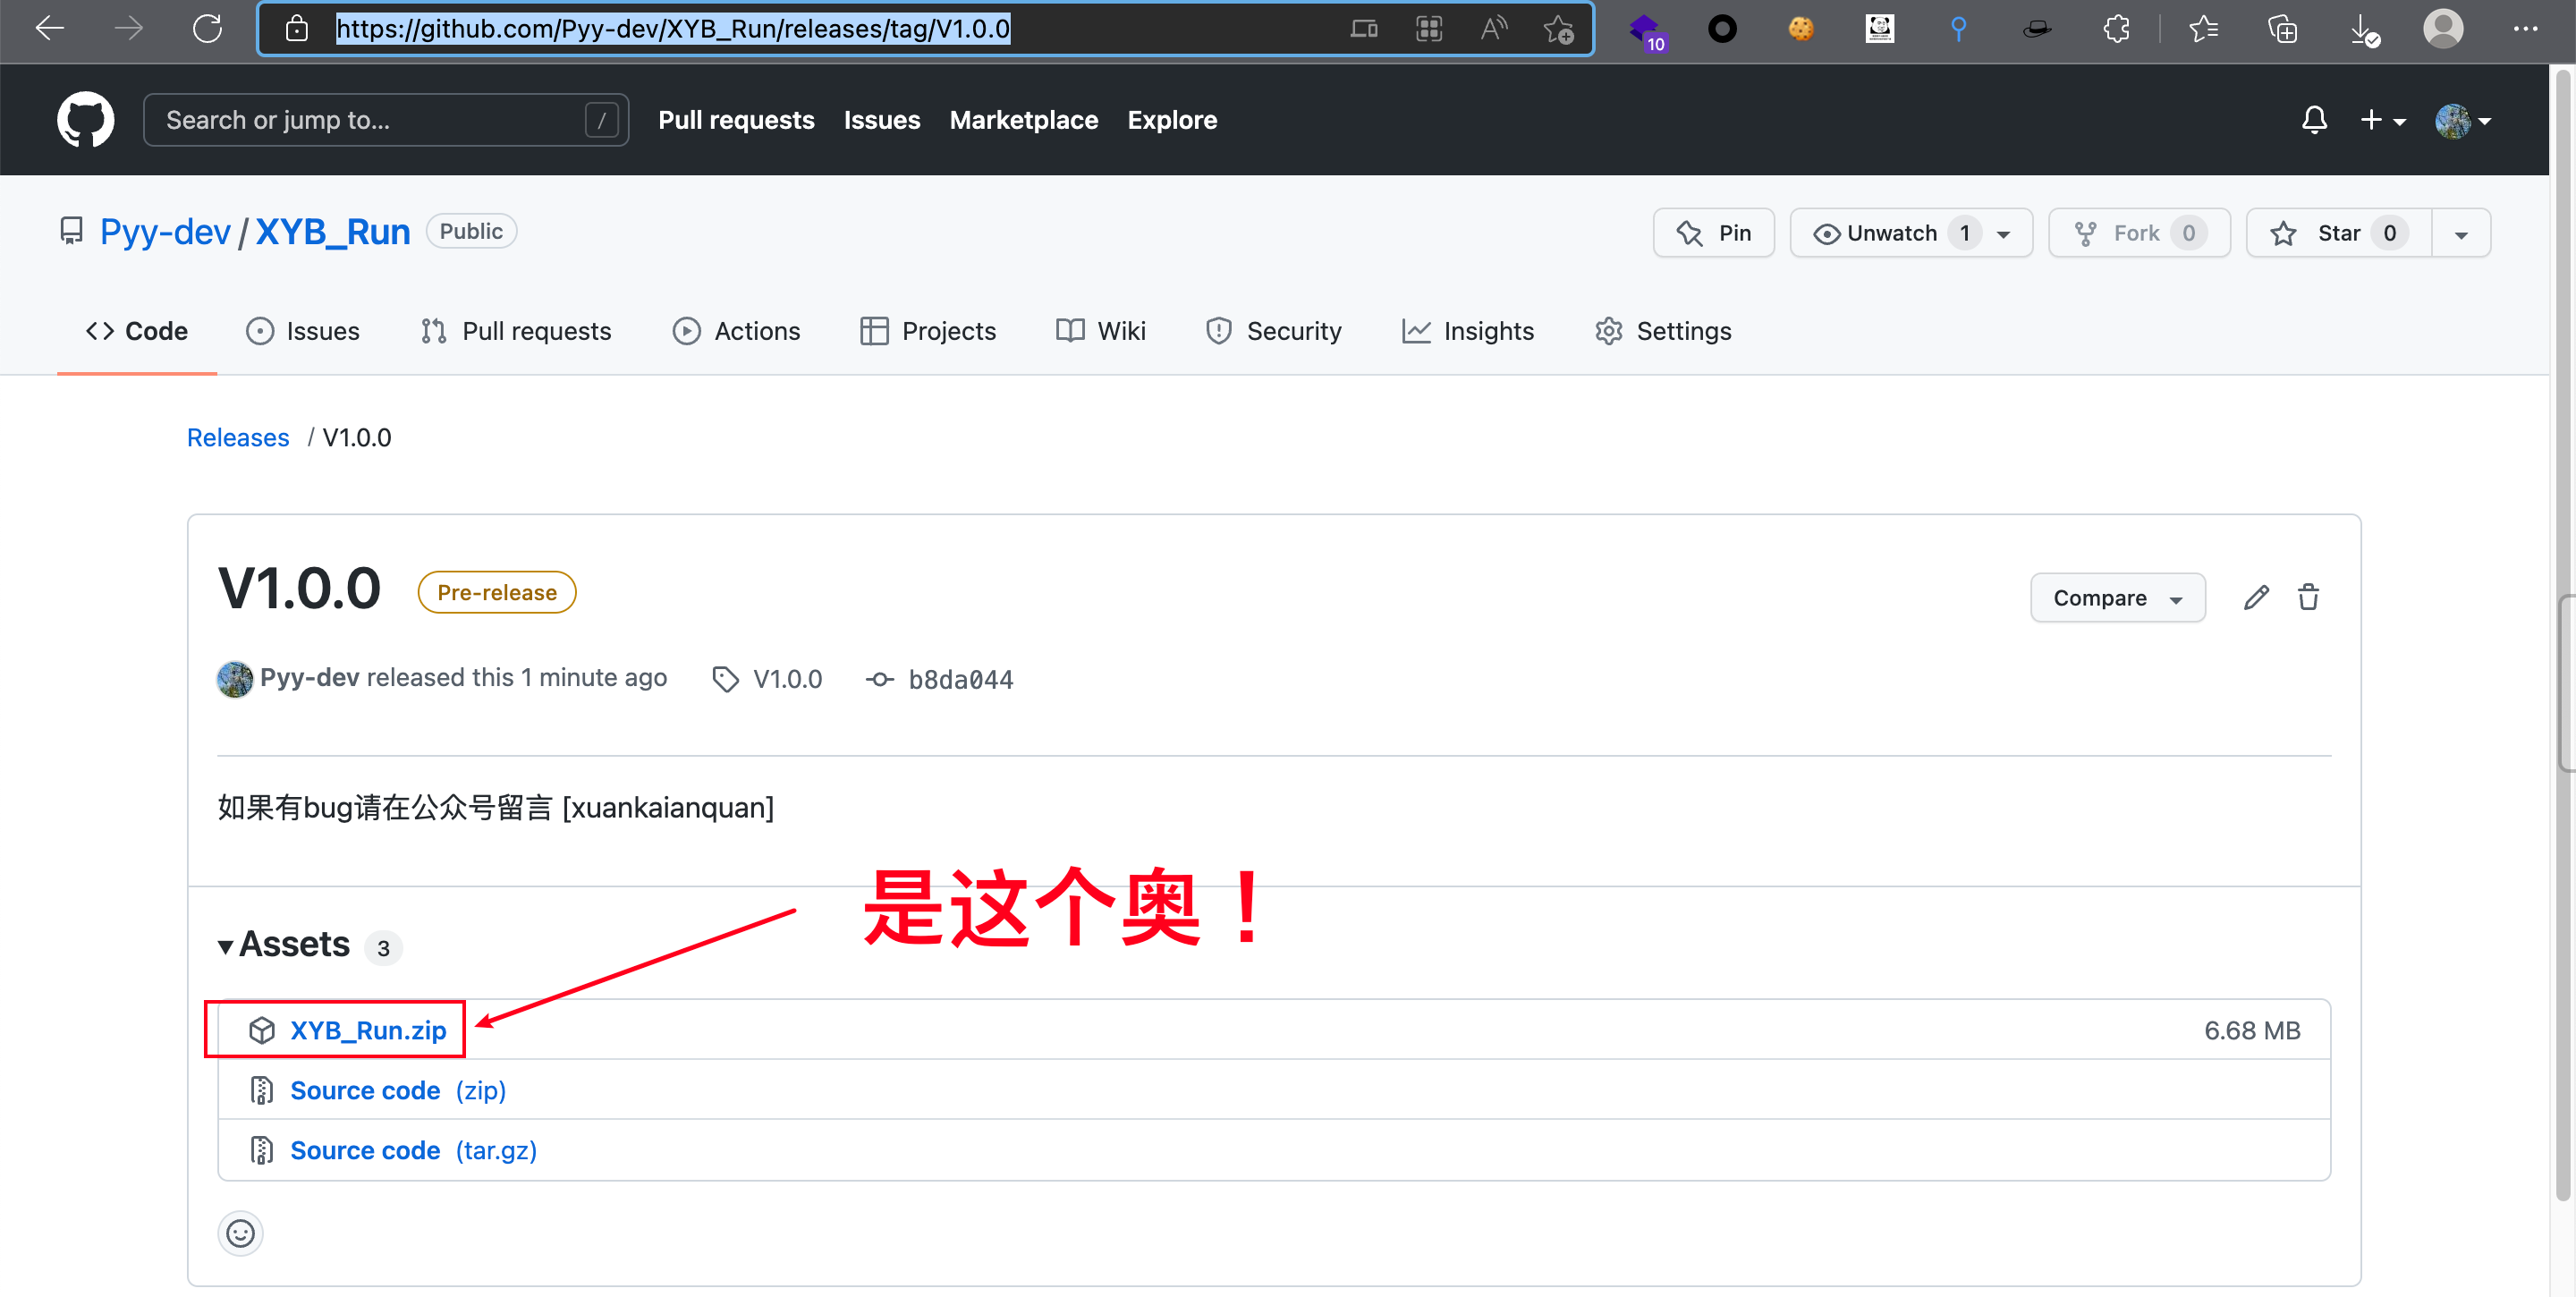 https://github.com/Pyy-dev/XYB_Run/releases/tag/V1.0.0
10
Search or jump to...
/
Pull requests
Issues
Marketplace
Explore
Pyy-dev / XYB_Run
Public
Pin
Unwatch 1
Fork 0
Star 0
Code
Issues
Pull requests
Actions
Projects
Wiki
Security
Insights
Settings
Releases / V1.0.0
V1.0.0
Pre-release
Compare
Pyy-dev released this 1 minute ago
V1.0.0
b8da044
如果有bug请在公众号留言 [xuankaianquan]
是这个奥！
Assets 3
XYB_Run.zip
6.68 MB
Source code (zip)
Source code (tar.gz)